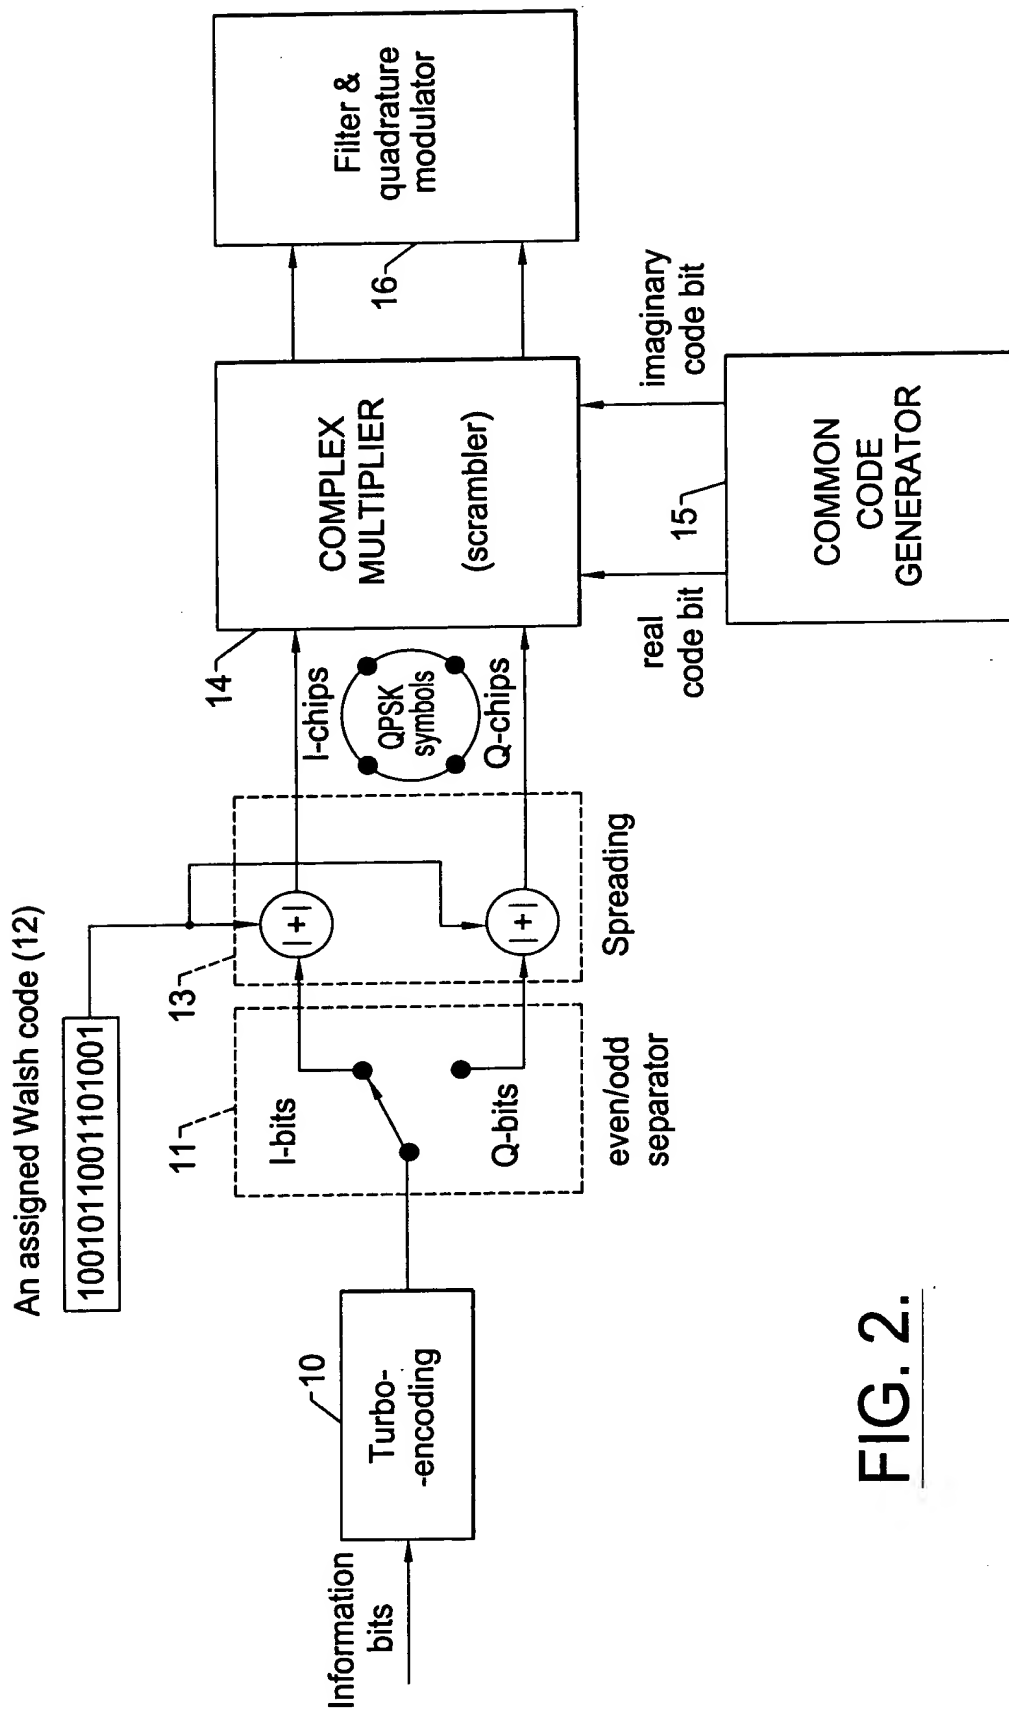 An assigned Walsh code (12)
1001011001101001
Information
bits
10
Turbo-
-encoding
11
I-bits
Q-bits
even/odd
separator
13
|+|
|+|
Spreading
I-chips
QPSK
symbols
Q-chips
14
COMPLEX
MULTIPLIER
(scrambler)
real
code bit
imaginary
code bit
15
COMMON
CODE
GENERATOR
16
Filter &
quadrature
modulator
FIG. 2.